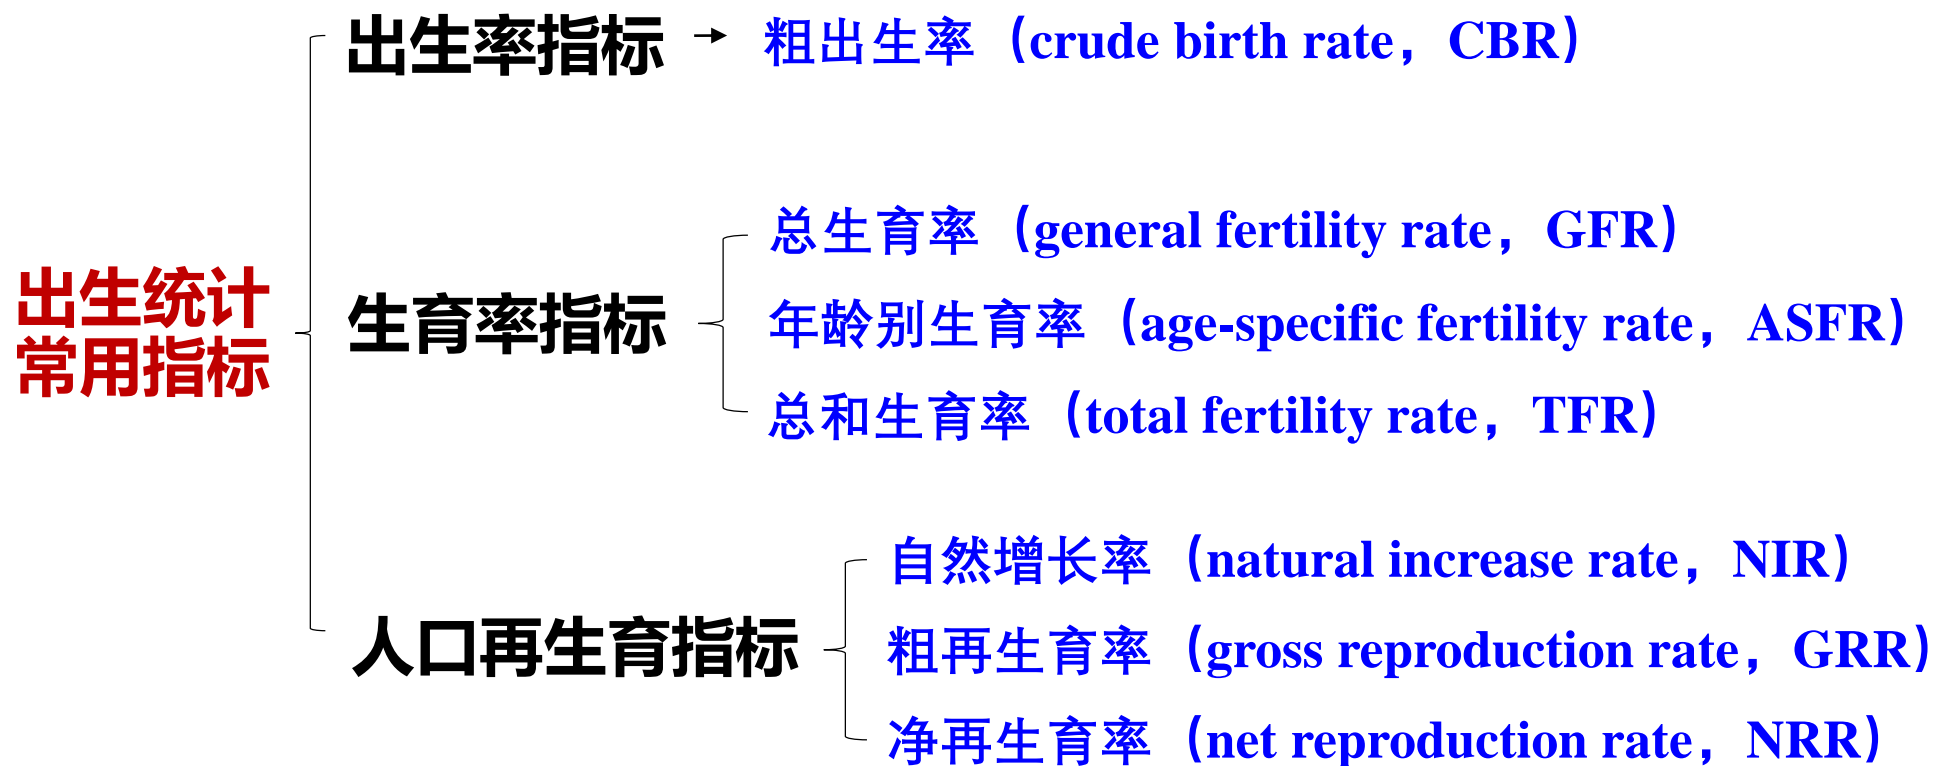 出生统计
常用指标
出生率指标
粗出生率（crude birth rate，CBR）
生育率指标
总生育率（general fertility rate，GFR）
年龄别生育率（age-specific fertility rate，ASFR）
总和生育率（total fertility rate，TFR）
人口再生育指标
自然增长率（natural increase rate，NIR）
粗再生育率（gross reproduction rate，GRR）
净再生育率（net reproduction rate，NRR）